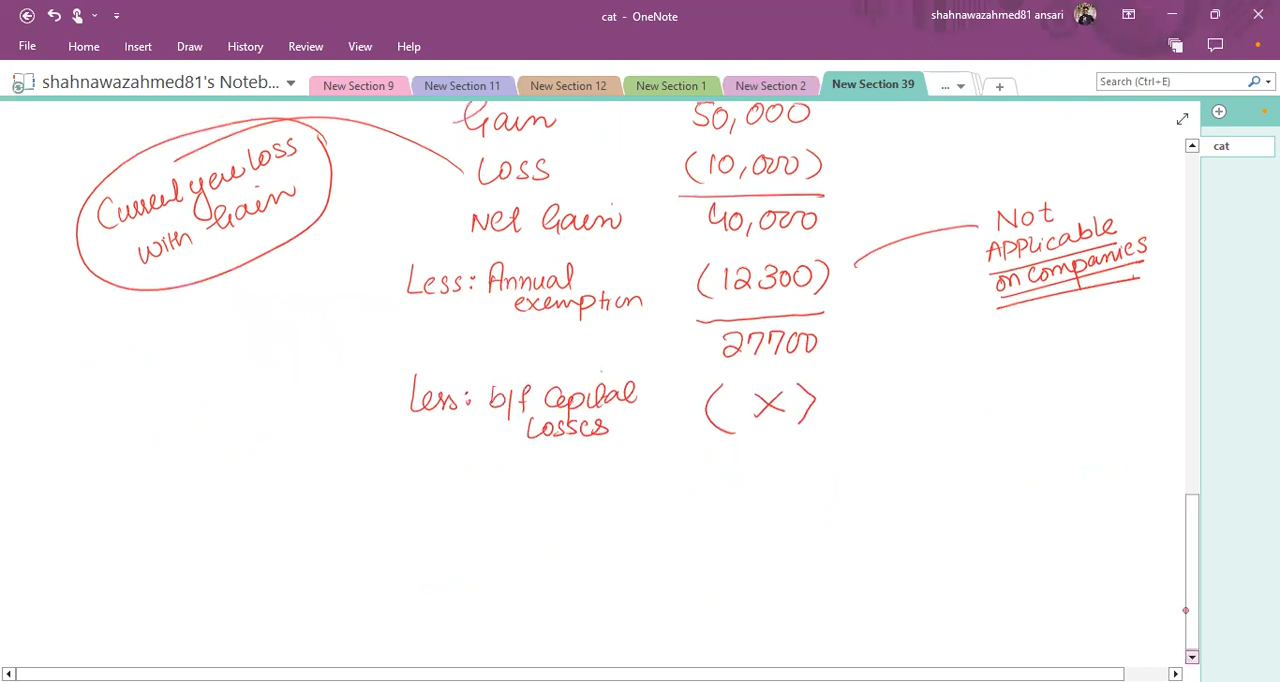 cat - OneNote
shahnawazahmed81 ansari
File Home Insert Draw History Review View Help
shahnawazahmed81's Noteb...
New Section 9 New Section 11 New Section 12 New Section 1 New Section 2 New Section 39 ...
Search (Ctrl+E)
cat
Gain 50,000
Loss (10,000)
Net Gain 40,000
Less: Annual exemption (12300)
27700
Less: b/f Capital Losses (X)
Current year Loss
with Gain
Not
Applicable
on companies